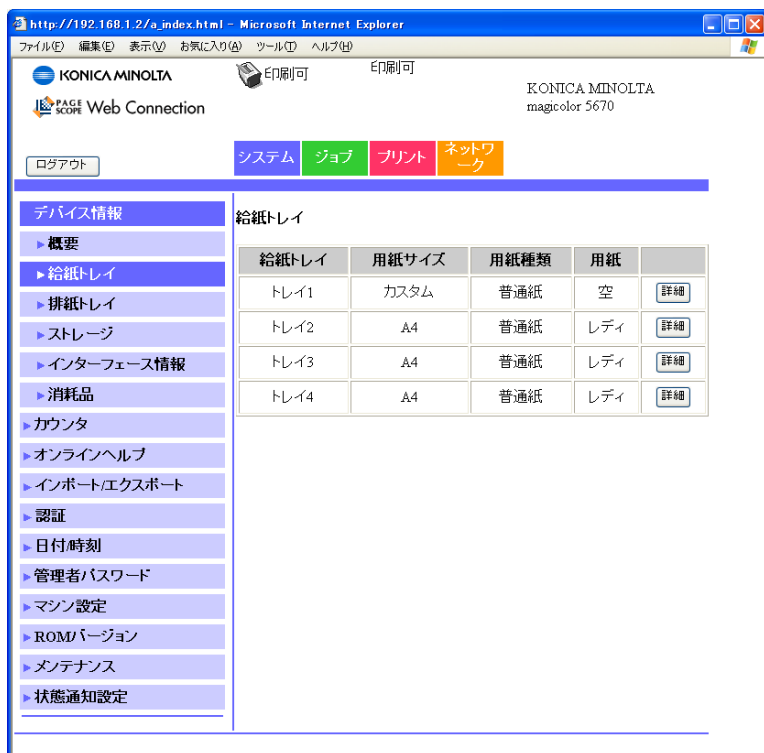 http://192.168.1.2/a_index.html - Microsoft Internet Explorer
ファイル(F) 編集(E) 表示(V) お気に入り(A) ツール(T) ヘルプ(H)
KONICA MINOLTA
印刷可
印刷可
KONICA MINOLTA
magicolor 5670
PAGE SCOPE Web Connection
ログアウト
システム ジョブ プリント ネットワ
ーク
デバイス情報
▶概要
▶給紙トレイ
▶排紙トレイ
▶ストレージ
▶インターフェース情報
▶消耗品
▶カウンタ
▶オンラインヘルプ
▶インポート/エクスポート
▶認証
▶日付/時刻
▶管理者パスワード
▶マシン設定
▶ROMバージョン
▶メンテナンス
▶状態通知設定
給紙トレイ
給紙トレイ 用紙サイズ 用紙種類 用紙
トレイ1 カスタム 普通紙 空 詳細
トレイ2 A4 普通紙 レディ 詳細
トレイ3 A4 普通紙 レディ 詳細
トレイ4 A4 普通紙 レディ 詳細